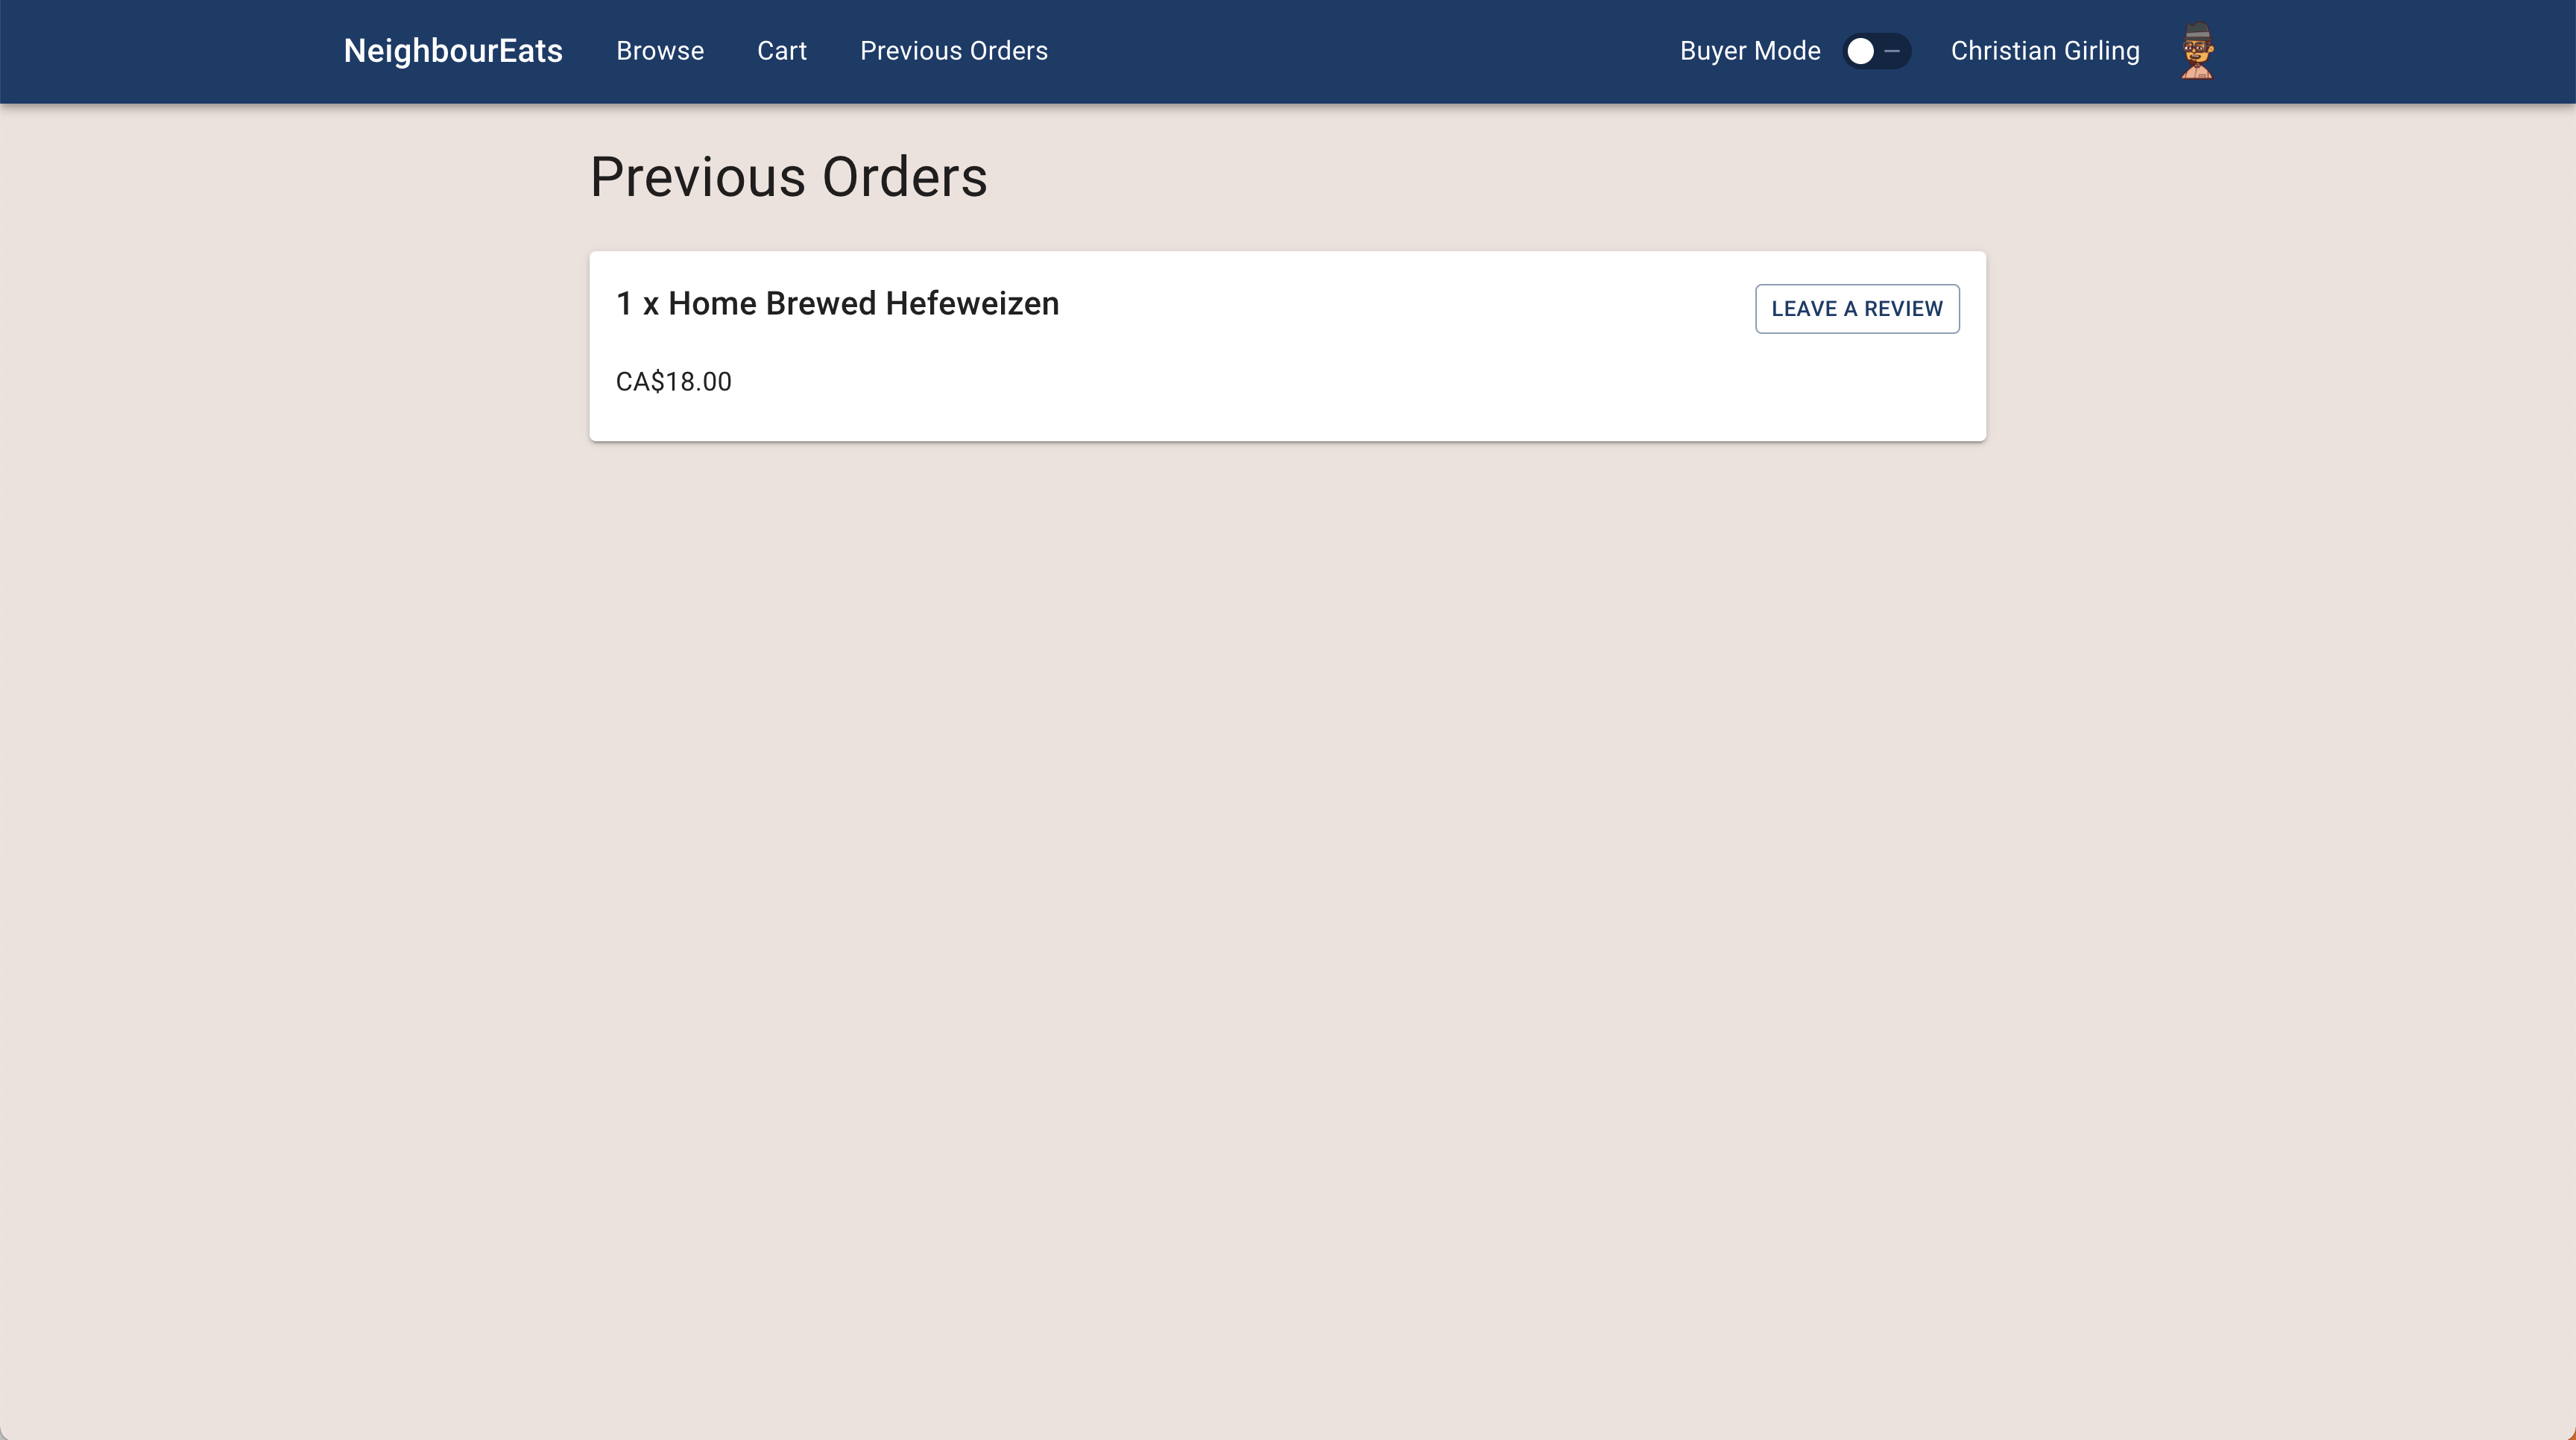 NeighbourEats Browse Cart Previous Orders Buyer Mode Christian Girling
Previous Orders
1 x Home Brewed Hefeweizen LEAVE A REVIEW
CA$18.00